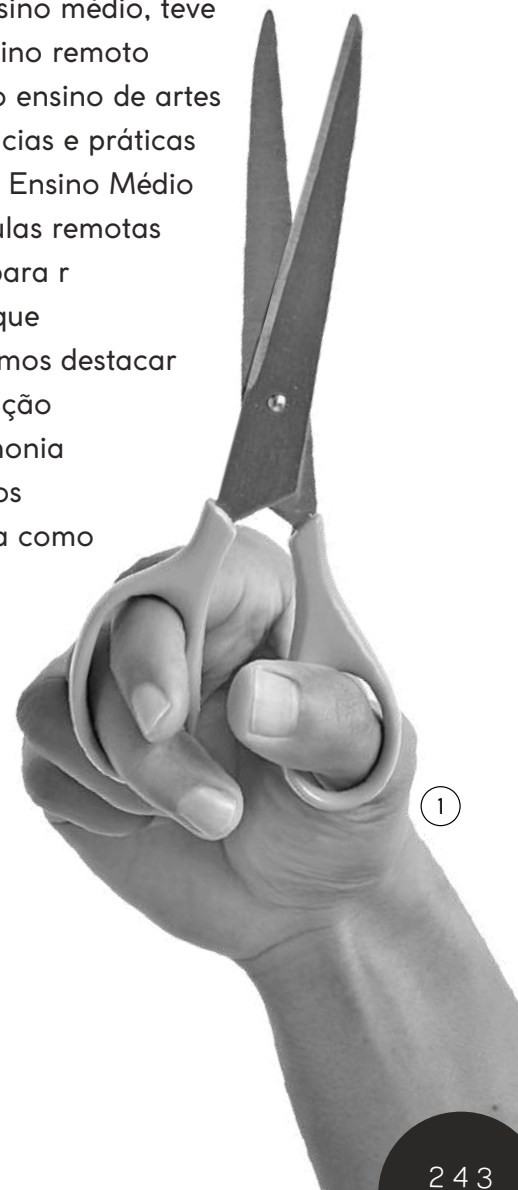 sino médio, teve
ino remoto
o ensino de artes
cias e práticas
Ensino Médio
ulas remotas
para r
que
mos destacar
ção
nonia
os
a como
1
243